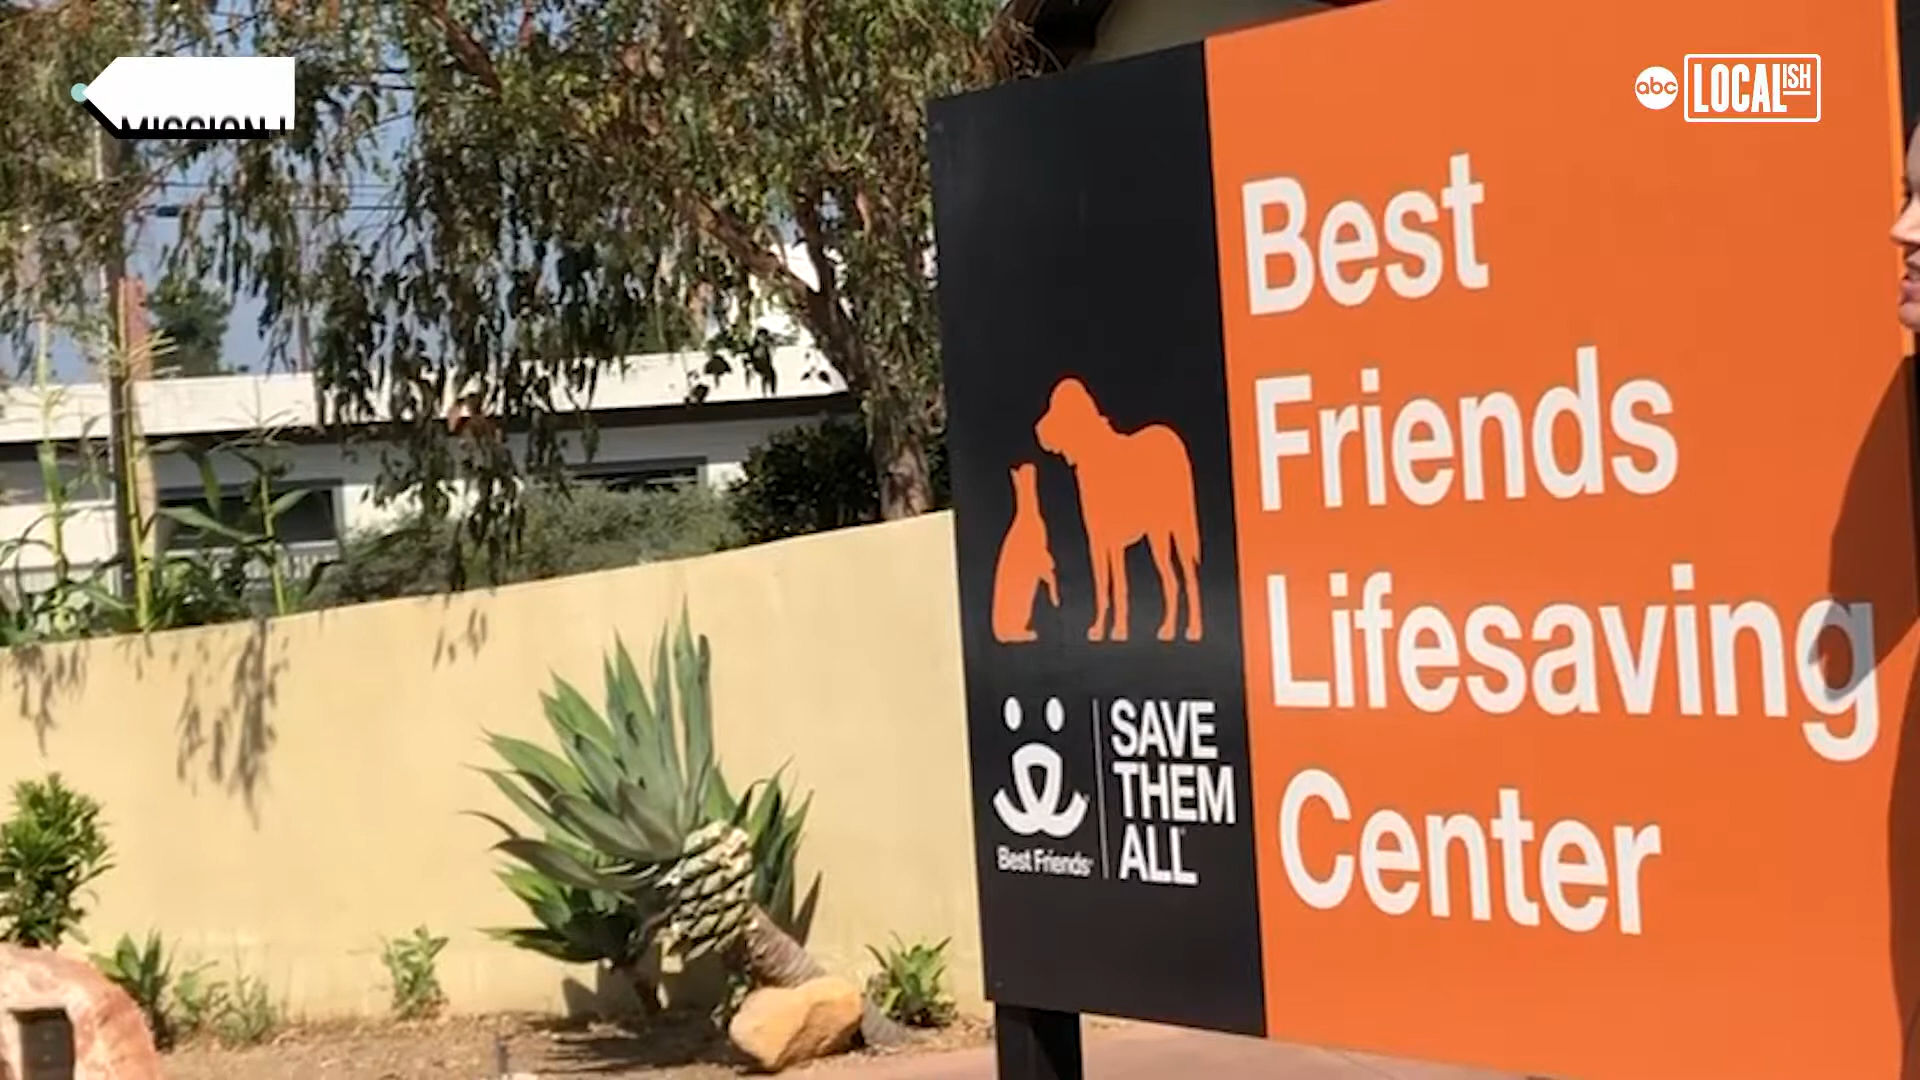 abc LOCALISH
Best
Friends
Lifesaving
Center
SAVE
THEM
ALL
Best Friends